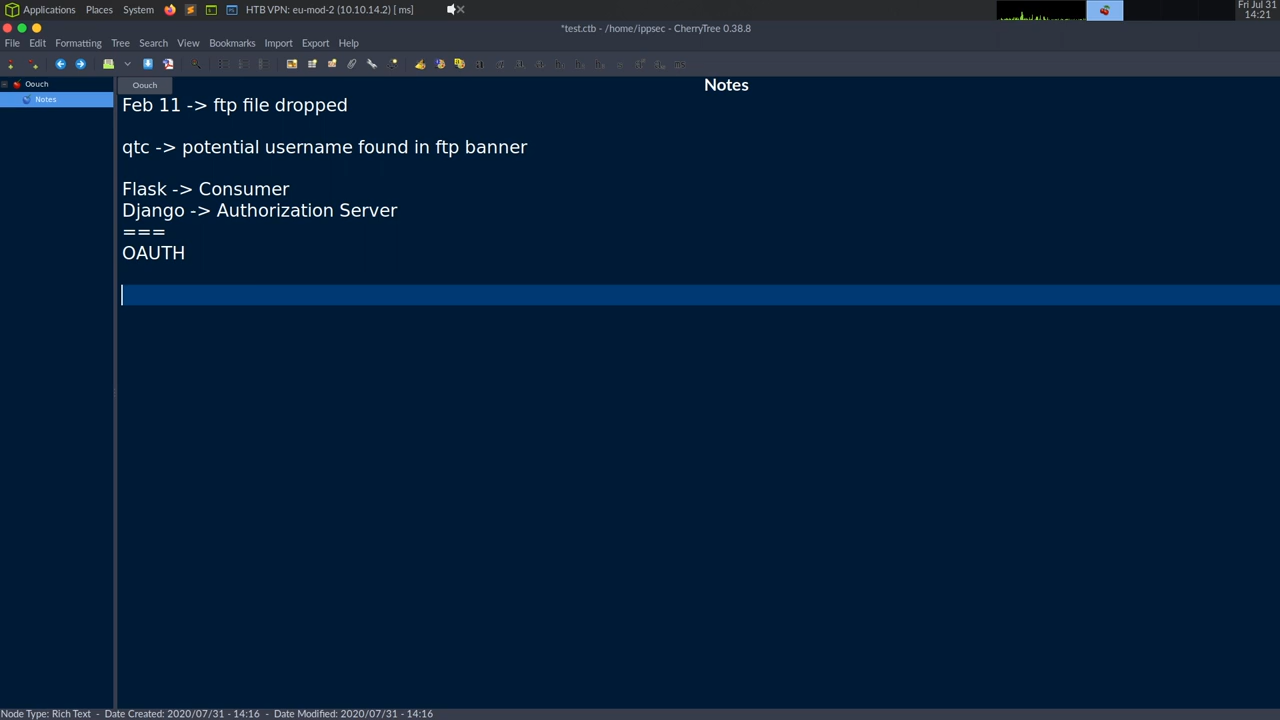 Applications Places System HTB VPN: eu-mod-2 (10.10.14.2) [ ms] Fri Jul 31
14:21
*test.ctb - /home/ippsec - CherryTree 0.38.8
File Edit Formatting Tree Search View Bookmarks Import Export Help
Oouch
Notes
Oouch
Notes
Feb 11 -> ftp file dropped
qtc -> potential username found in ftp banner
Flask -> Consumer
Django -> Authorization Server
===
OAUTH
Node Type: Rich Text - Date Created: 2020/07/31 - 14:16 - Date Modified: 2020/07/31 - 14:16